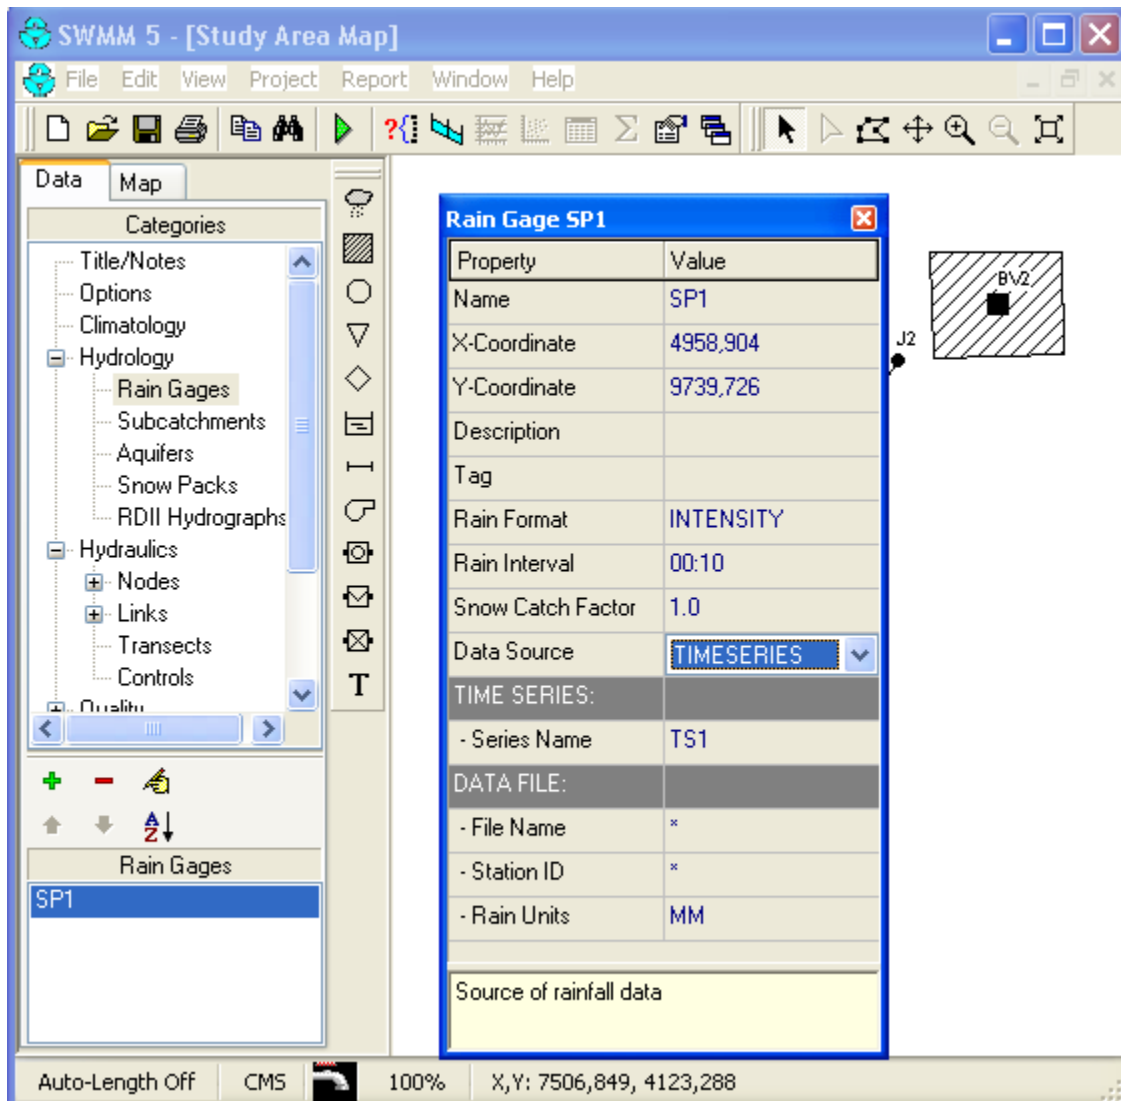 SWMM 5 - [Study Area Map]
File Edit View Project Report Window Help
Data Map
Categories
Title/Notes
Options
Climatology
Hydrology
Rain Gages
Subcatchments
Aquifers
Snow Packs
RDII Hydrographs
Hydraulics
Nodes
Links
Transects
Controls
Quality
Rain Gages
SP1
T
Rain Gage SP1
Property Value
Name SP1
X-Coordinate 4958,904
Y-Coordinate 9739,726
Description
Tag
Rain Format INTENSITY
Rain Interval 00:10
Snow Catch Factor 1.0
Data Source TIMESERIES
TIME SERIES:
- Series Name TS1
DATA FILE:
- File Name *
- Station ID *
- Rain Units MM
Source of rainfall data
BV2
J2
Auto-Length Off CMS 100% X,Y: 7506,849, 4123,288